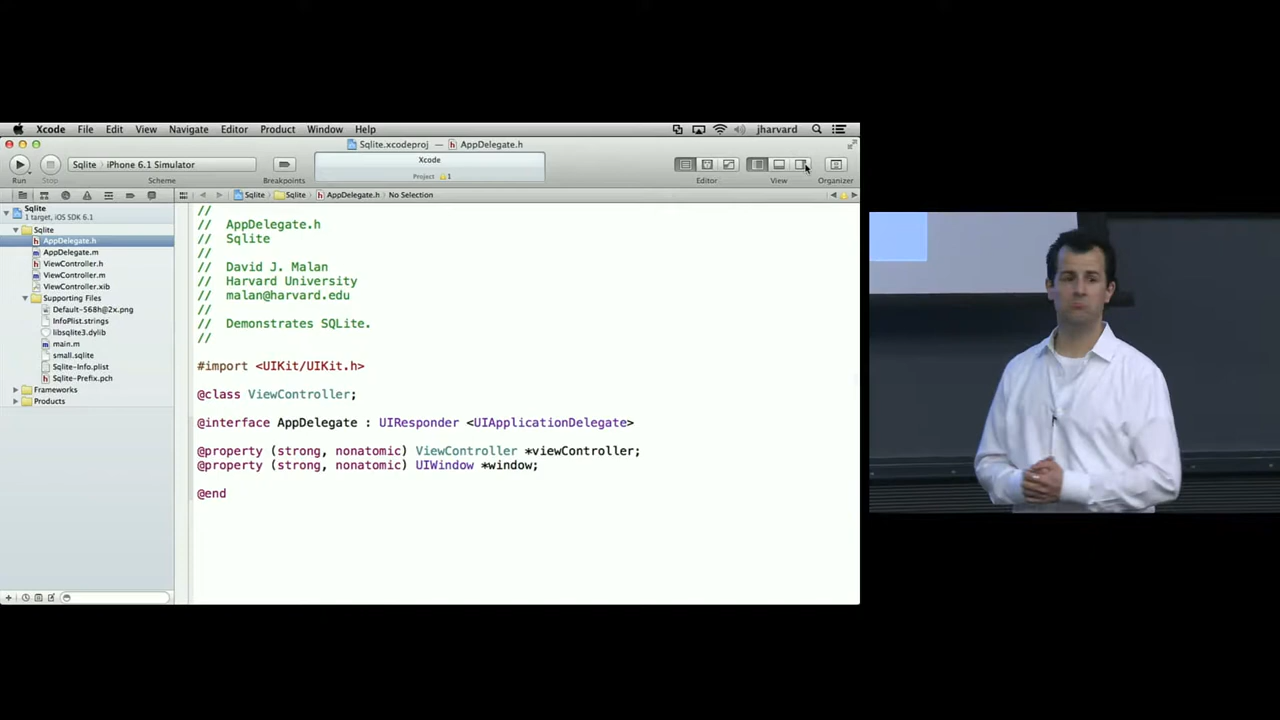 Xcode File Edit View Navigate Editor Product Window Help jharvard
Sqlite.xcodeproj — AppDelegate.h
Sqlite 〉 iPhone 6.1 Simulator
Xcode
Project 1
Run Stop Scheme Breakpoints Editor View Organizer
Sqlite 〉 Sqlite 〉 AppDelegate.h 〉 No Selection
Sqlite
1 target, iOS SDK 6.1
Sqlite
AppDelegate.h
AppDelegate.m
ViewController.h
ViewController.m
ViewController.xib
Supporting Files
Default-568h@2x.png
InfoPlist.strings
libsqlite3.dylib
main.m
small.sqlite
Sqlite-Info.plist
Sqlite-Prefix.pch
Frameworks
Products
//
// AppDelegate.h
// Sqlite
//
// David J. Malan
// Harvard University
// malan@harvard.edu
//
// Demonstrates SQLite.
//
#import <UIKit/UIKit.h>
@class ViewController;
@interface AppDelegate : UIResponder <UIApplicationDelegate>
@property (strong, nonatomic) ViewController *viewController;
@property (strong, nonatomic) UIWindow *window;
@end